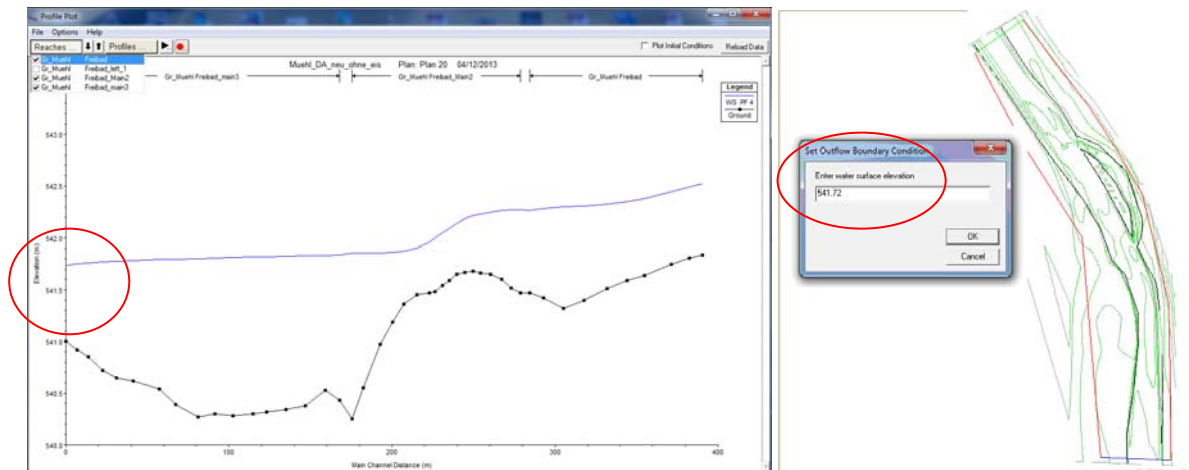 Profile Plot
File Options Help
Reaches ... Profiles ... Plot Initial Conditions Reload Data
Gr_Muehl Freibad
Gr_Muehl Freibad_left_1
Gr_Muehl Freibad_Main2
Gr_Muehl Freibad_main3
Muehl_DA_neu_ohne_eis Plan: Plan 20 04/12/2013
Gr_Muehl Freibad_main3 Gr_Muehl Freibad_Main2 Gr_Muehl Freibad
Legend
WS PF 4
Ground
543.0
542.5
542.0
541.5
541.0
540.5
540.0
Elevation (m)
0 100 200 300 400
Main Channel Distance (m)
Set Outflow Boundary Condition
Enter water surface elevation
541.72
OK
Cancel